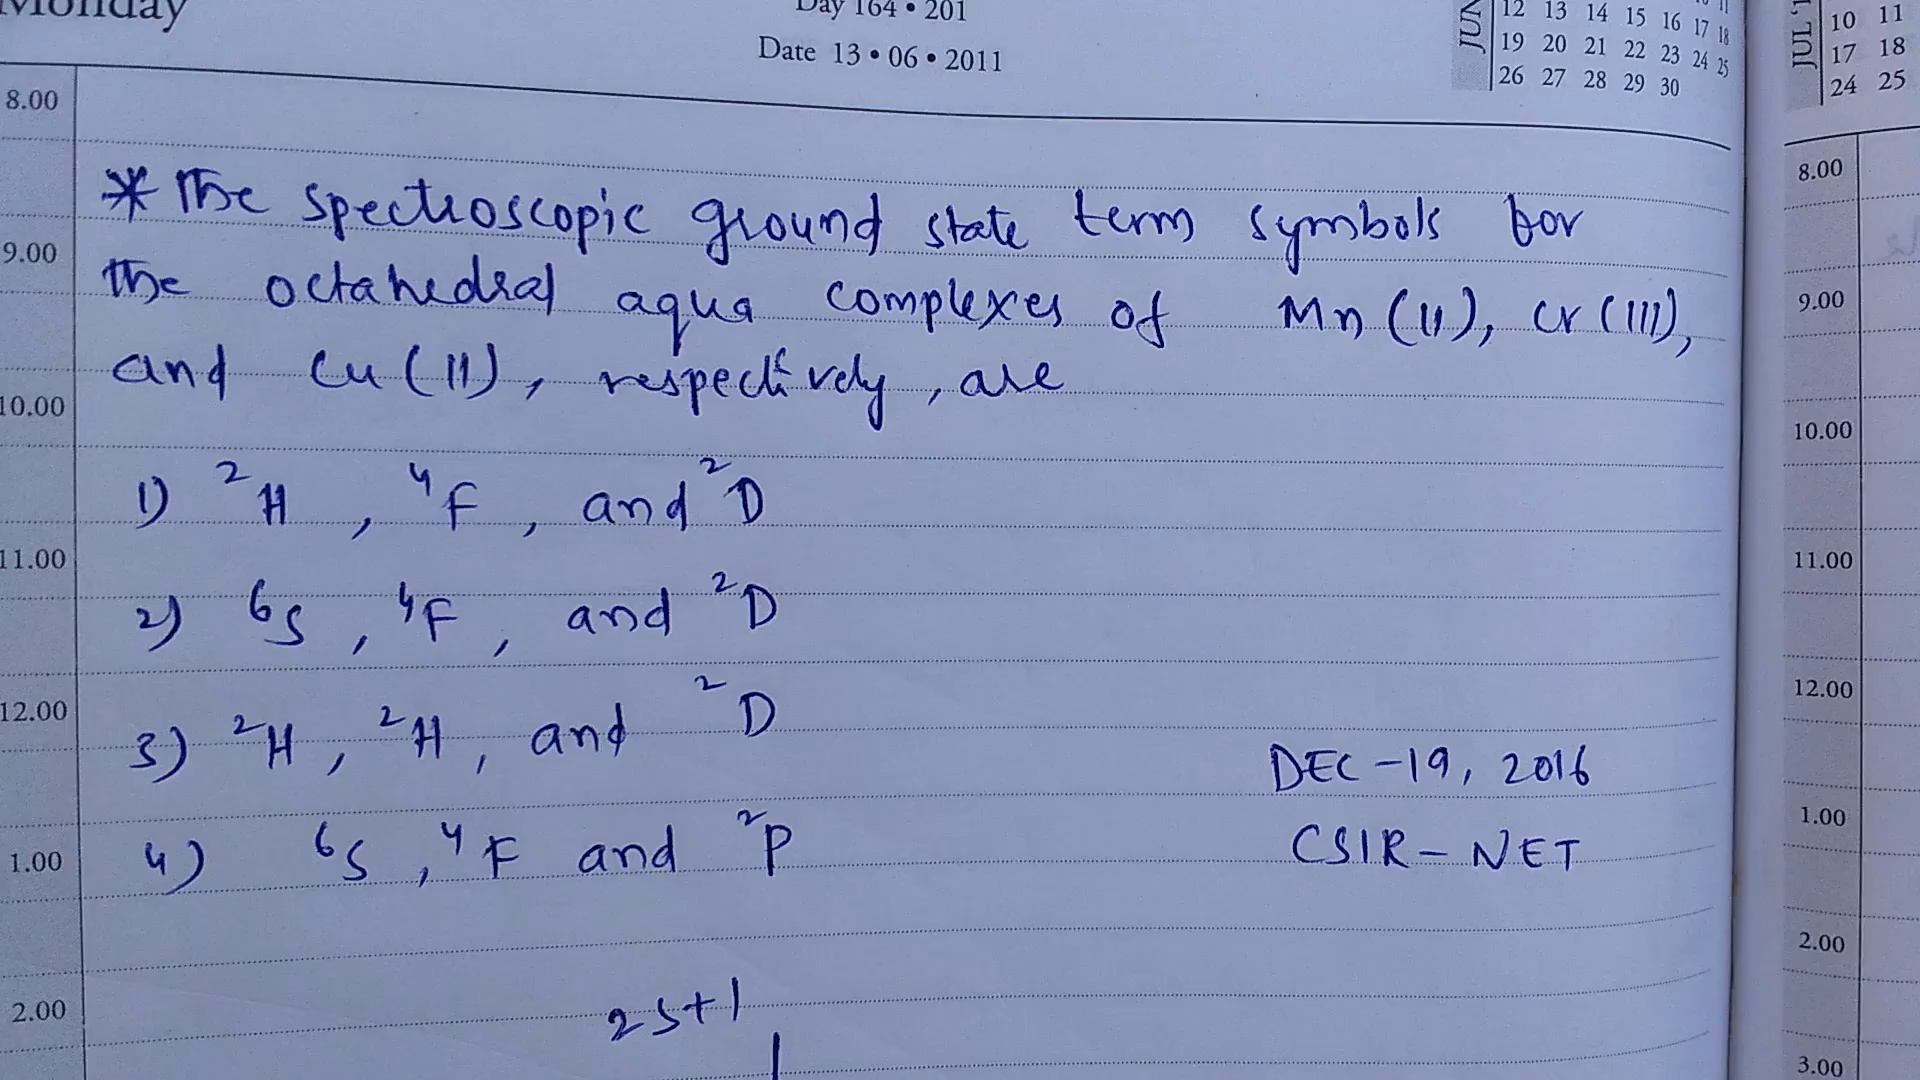 Monday
Day 164 • 201
Date 13 • 06 • 2011
JUN
12 13 14 15 16 17 18
19 20 21 22 23 24 25
26 27 28 29 30
JUL
10 11
17 18
24 25
8.00
* The spectroscopic ground state term symbols for
9.00
the octahedral aqua complexes of Mn (II), Cr (III),
and Cu (II), respectively, are
10.00
1) ²H, ⁴F, and ²D
11.00
2) ⁶S, ⁴F, and ²D
12.00
3) ²H, ²H, and ²D
DEC-19, 2016
1.00
4) ⁶S, ⁴F and ²P
CSIR-NET
2.00
2S+1
8.00
9.00
10.00
11.00
12.00
1.00
2.00
3.00